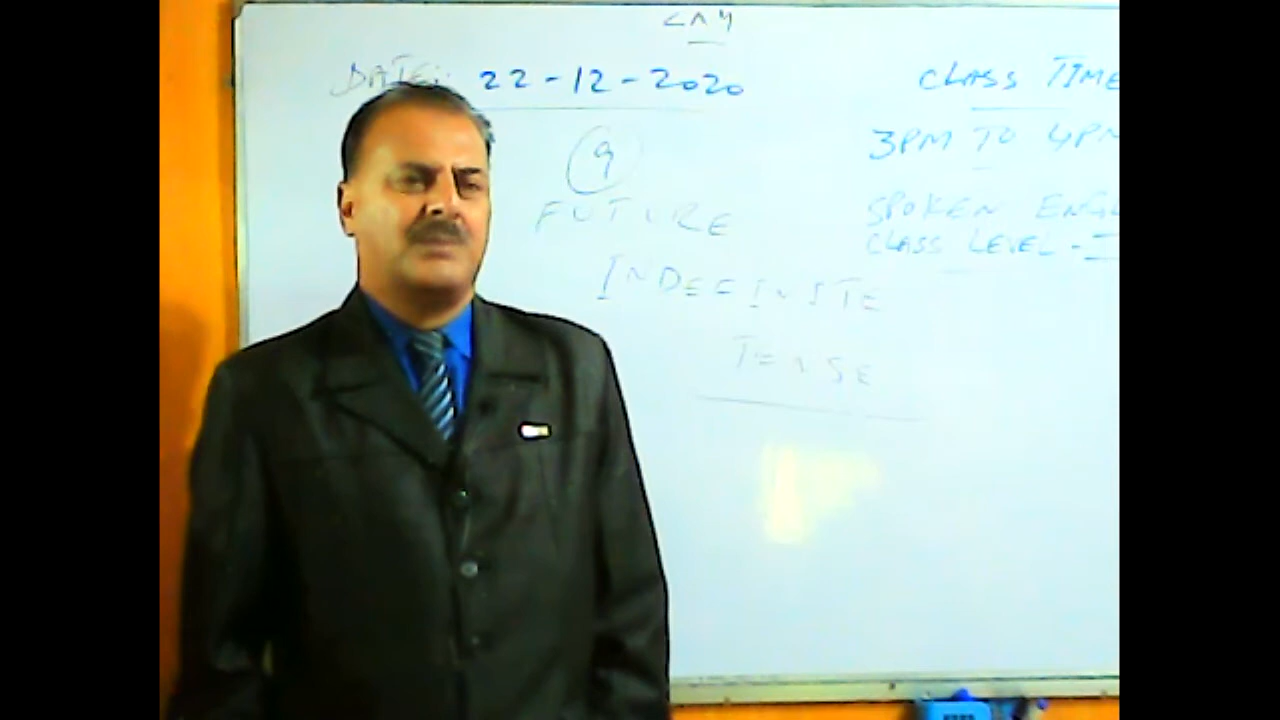 DATE: 22-12-2020
9
FUTURE
INDEFINITE
TENSE
CLASS TIME
3PM TO 4PM
SPOKEN ENGL
CLASS LEVEL - I